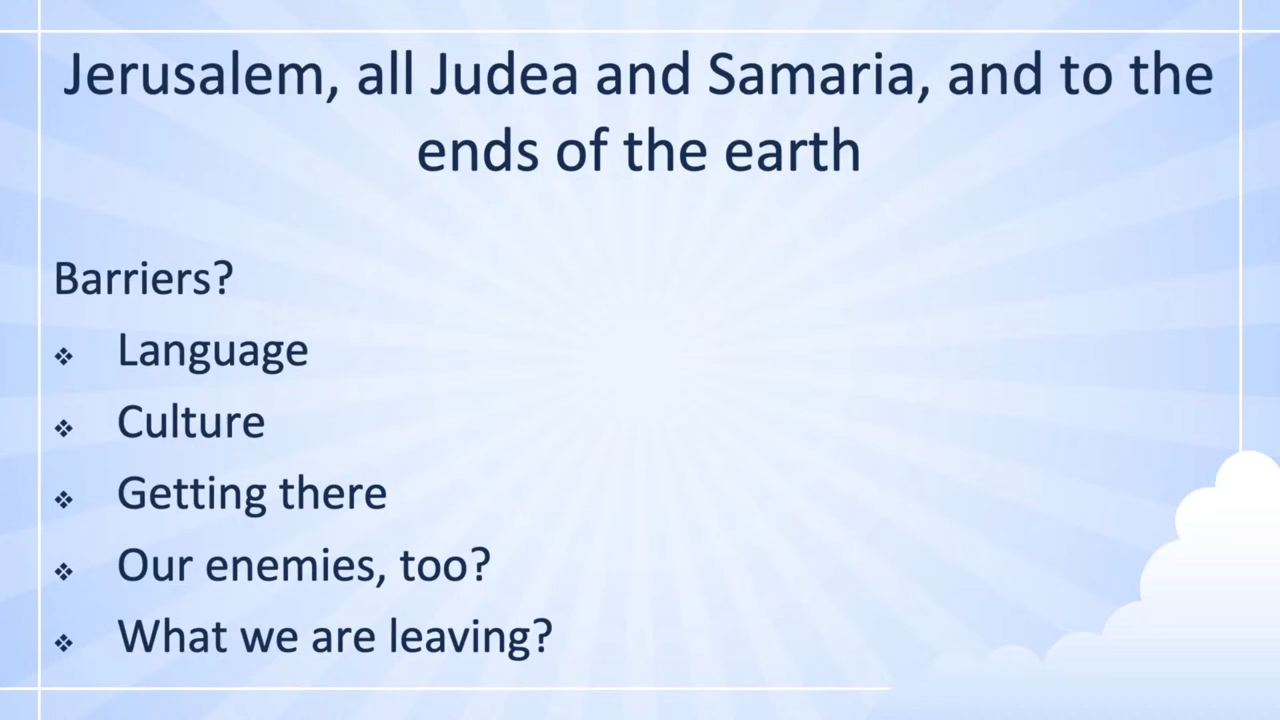 Jerusalem, all Judea and Samaria, and to the
ends of the earth
Barriers?
❖ Language
❖ Culture
❖ Getting there
❖ Our enemies, too?
❖ What we are leaving?